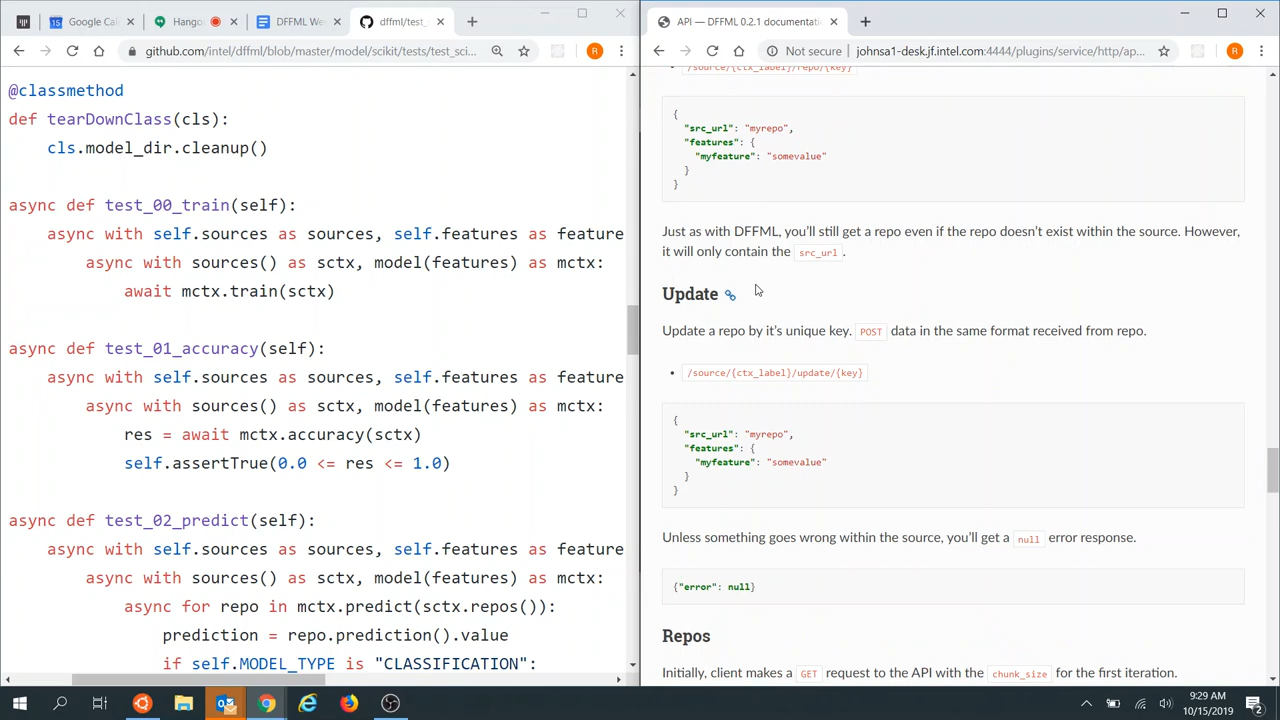 Google Cal
Hango
DFFML We
dffml/test_
API — DFFML 0.2.1 documentati
github.com/intel/dffml/blob/master/model/scikit/tests/test_sci...
R
Not secure
johnsa1-desk.jf.intel.com:4444/plugins/service/http/ap...
R
@classmethod
def tearDownClass(cls):
cls.model_dir.cleanup()
async def test_00_train(self):
async with self.sources as sources, self.features as feature
async with sources() as sctx, model(features) as mctx:
await mctx.train(sctx)
async def test_01_accuracy(self):
async with self.sources as sources, self.features as feature
async with sources() as sctx, model(features) as mctx:
res = await mctx.accuracy(sctx)
self.assertTrue(0.0 <= res <= 1.0)
async def test_02_predict(self):
async with self.sources as sources, self.features as feature
async with sources() as sctx, model(features) as mctx:
async for repo in mctx.predict(sctx.repos()):
prediction = repo.prediction().value
if self.MODEL_TYPE is "CLASSIFICATION":
/source/{ctx_label}/repo/{key}
{
"src_url": "myrepo",
"features": {
"myfeature": "somevalue"
}
}
Just as with DFFML, you’ll still get a repo even if the repo doesn’t exist within the source. However,
it will only contain the src_url.
Update
Update a repo by it’s unique key. POST data in the same format received from repo.
• /source/{ctx_label}/update/{key}
{
"src_url": "myrepo",
"features": {
"myfeature": "somevalue"
}
}
Unless something goes wrong within the source, you’ll get a null error response.
{"error": null}
Repos
Initially, client makes a GET request to the API with the chunk_size for the first iteration.
9:29 AM
10/15/2019
2